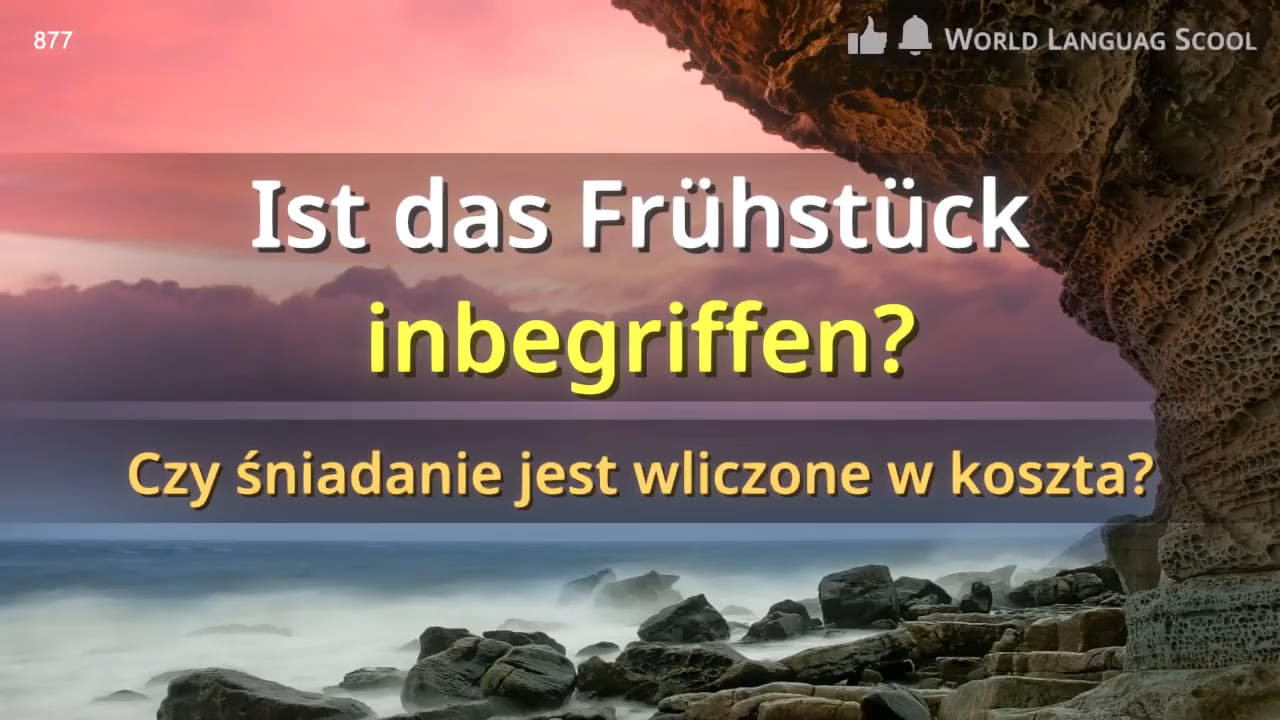 877
World Languag Scool
Ist das Frühstück
inbegriffen?
Czy śniadanie jest wliczone w koszta?